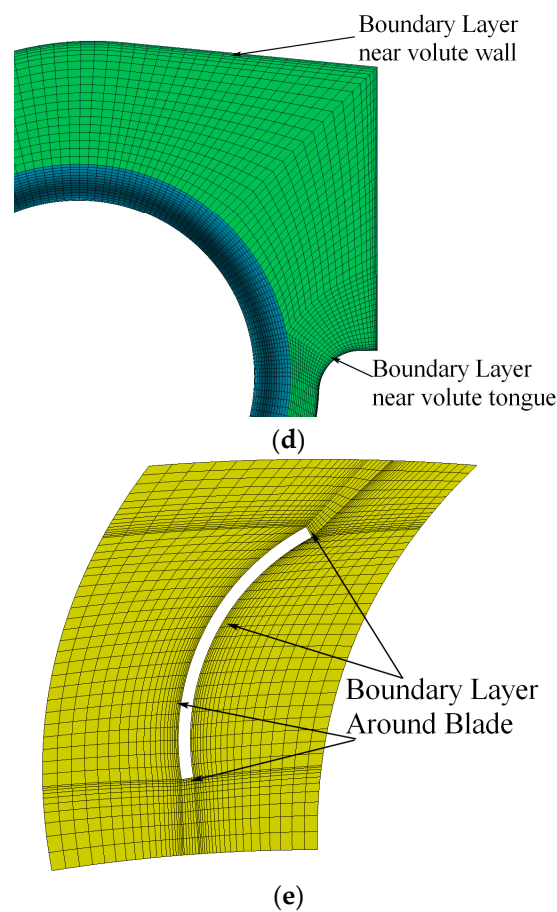 Boundary Layer
near volute wall
Boundary Layer
near volute tongue
(d)
Boundary Layer
Around Blade
(e)